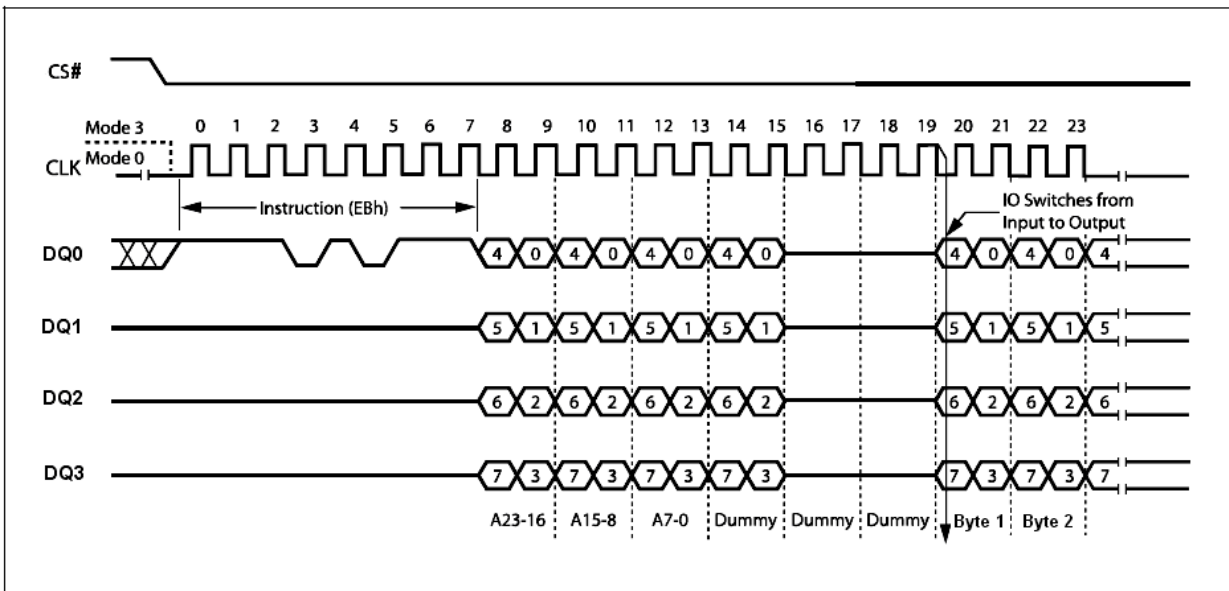 CS#
Mode 3
0 1 2 3 4 5 6 7 8 9 10 11 12 13 14 15 16 17 18 19 20 21 22 23
CLK
Mode 0
Instruction (EBh)
IO Switches from
Input to Output
DQ0
4 0 4 0 4 0 4 0 4 0 4 0 4
DQ1
5 1 5 1 5 1 5 1 5 1 5 1 5
DQ2
6 2 6 2 6 2 6 2 6 2 6 2 6
DQ3
7 3 7 3 7 3 7 3 7 3 7 3 7
A23-16 A15-8 A7-0 Dummy Dummy Dummy Byte 1 Byte 2